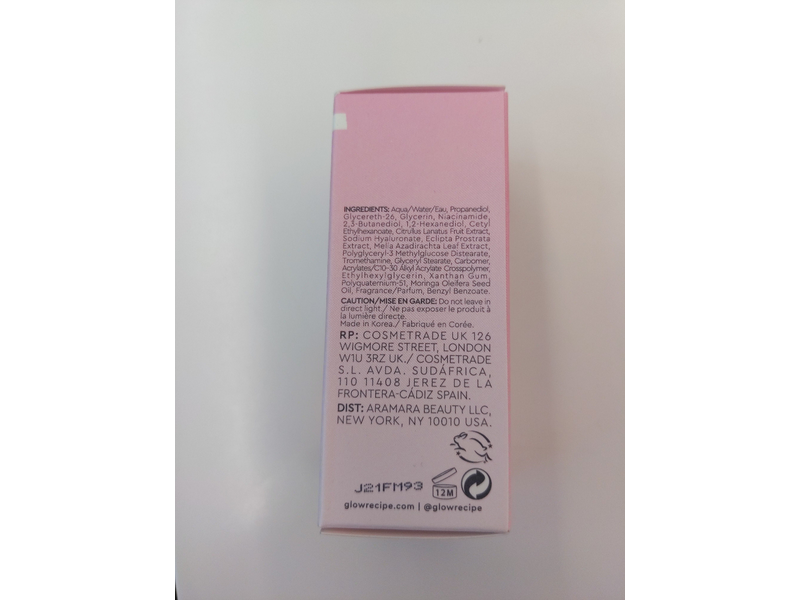 INGREDIENTS: Aqua/Water/Eau, Propanediol,
Glycereth-26, Glycerin, Niacinamide,
2,3-Butanediol, 1,2-Hexanediol, Cetyl
Ethylhexanoate, Citrullus Lanatus Fruit Extract,
Sodium Hyaluronate, Eclipta Prostrata
Extract, Melia Azadirachta Leaf Extract,
Polyglyceryl-3 Methylglucose Distearate,
Tromethamine, Glyceryl Stearate, Carbomer,
Acrylates/C10-30 Alkyl Acrylate Crosspolymer,
Ethylhexylglycerin, Xanthan Gum,
Polyquaternium-51, Moringa Oleifera Seed
Oil, Fragrance/Parfum, Benzyl Benzoate.
CAUTION/MISE EN GARDE: Do not leave in
direct light./ Ne pas exposer le produit à
la lumière directe.
Made in Korea./ Fabriqué en Corée.
RP: COSMETRADE UK 126
WIGMORE STREET, LONDON
W1U 3RZ UK./ COSMETRADE
S.L. AVDA. SUDÁFRICA,
110 11408 JEREZ DE LA
FRONTERA-CÁDIZ SPAIN.
DIST: ARAMARA BEAUTY LLC,
NEW YORK, NY 10010 USA.
J21FM93
12M
glowrecipe.com | @glowrecipe